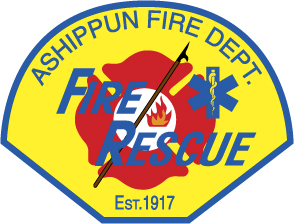 ASHIPPUN FIRE DEPT.
FIRE
RESCUE
EST.1917